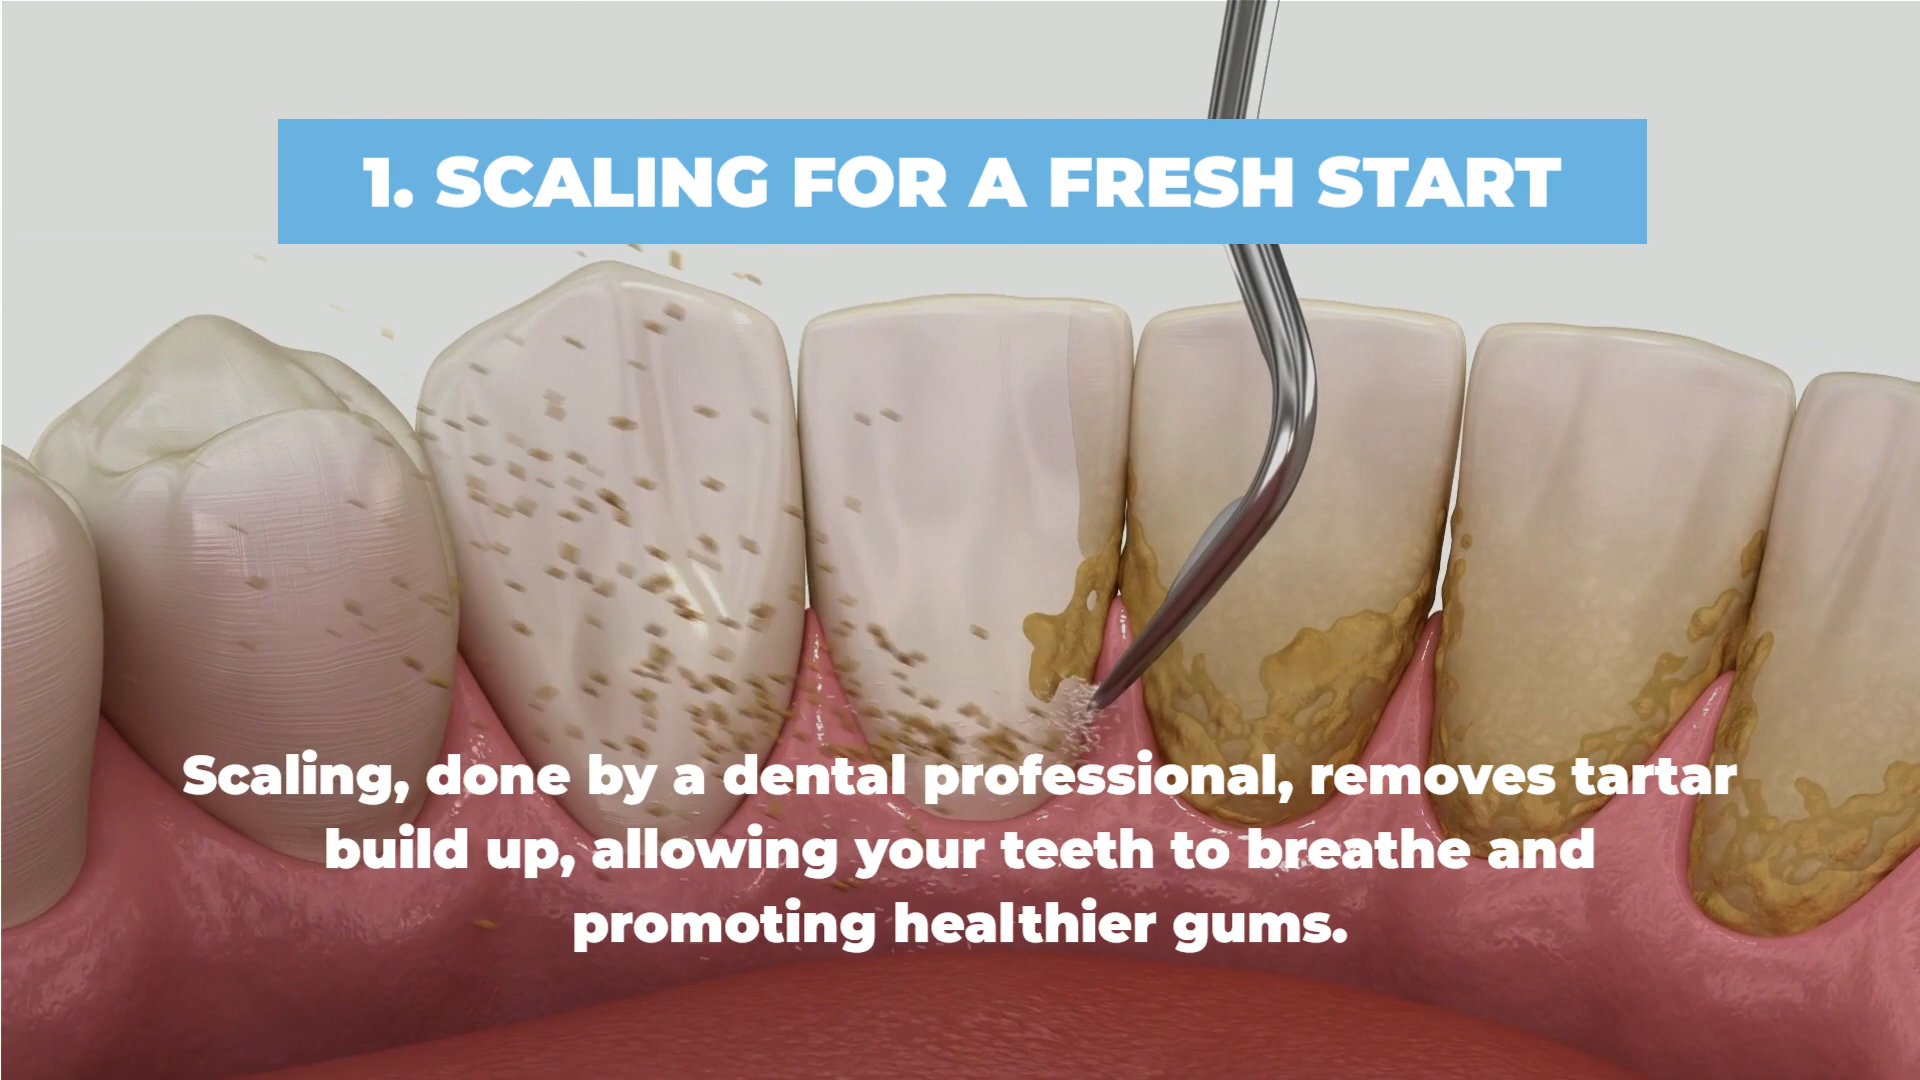 1. SCALING FOR A FRESH START
Scaling, done by a dental professional, removes tartar
build up, allowing your teeth to breathe and
promoting healthier gums.